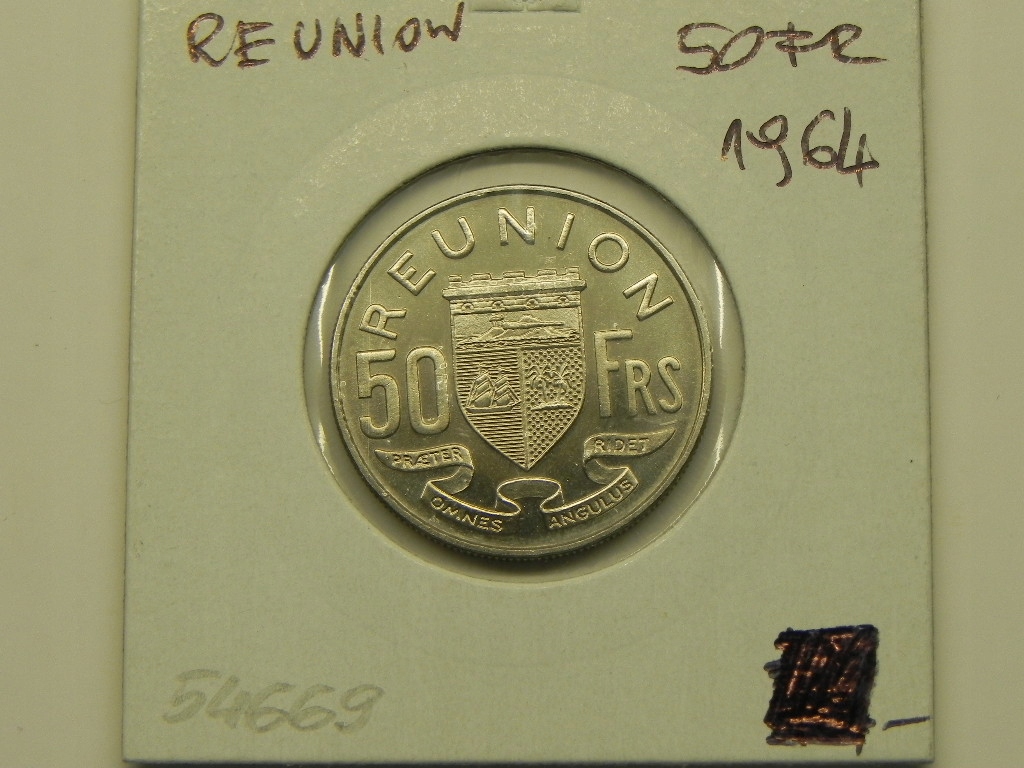 REUNION 50FR
1964
REUNION
50 FRS
PRÆTER OMNES ANGULUS RIDET
54669